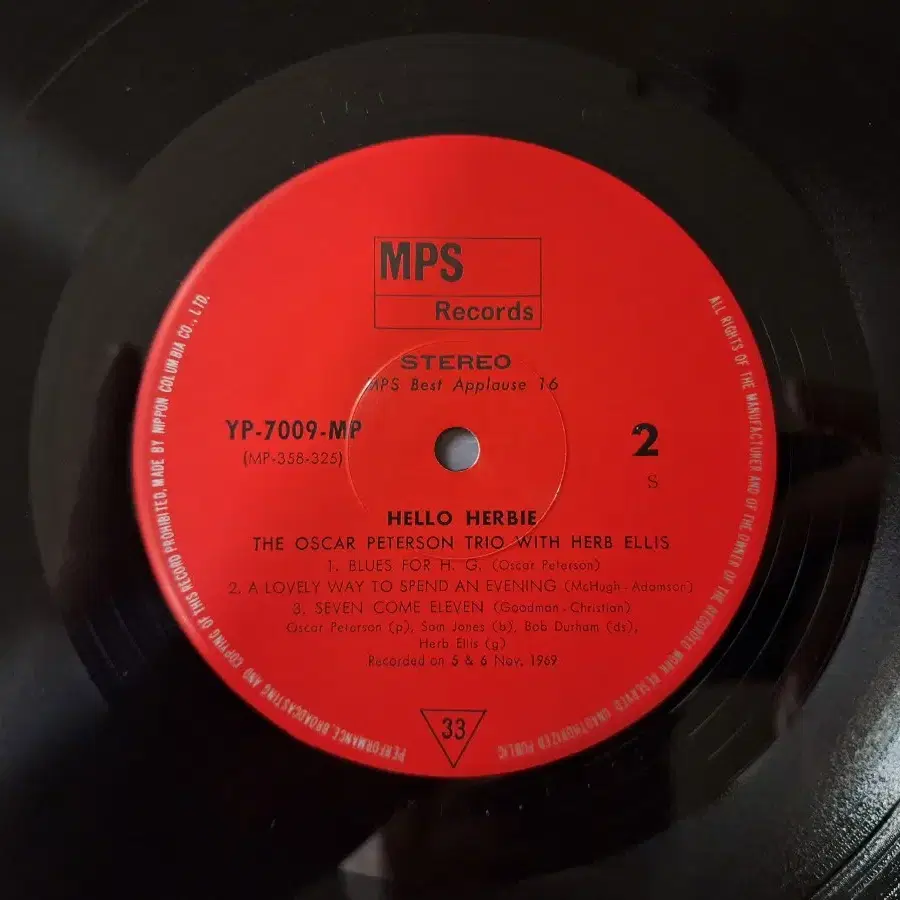 MPS
Records
STEREO
MPS Best Applause 16
YP-7009-MP
(MP-358-325)
2
S
HELLO HERBIE
THE OSCAR PETERSON TRIO WITH HERB ELLIS
1. BLUES FOR H. G. (Oscar Peterson)
2. A LOVELY WAY TO SPEND AN EVENING (McHugh-Adamson)
3. SEVEN COME ELEVEN (Goodman-Christian)
Oscar Peterson (p), Sam Jones (b), Bob Durham (ds),
Herb Ellis (g)
Recorded on 5 & 6 Nov, 1969
33
ALL RIGHTS OF THE MANUFACTURER AND OF THE OWNER OF THE RECORDED WORK RESERVED UNAUTHORIZED PUBLIC PERFORMANCE, BROADCASTING AND COPYING OF THIS RECORD PROHIBITED, MADE BY NIPPON COLUMBIA CO., LTD.